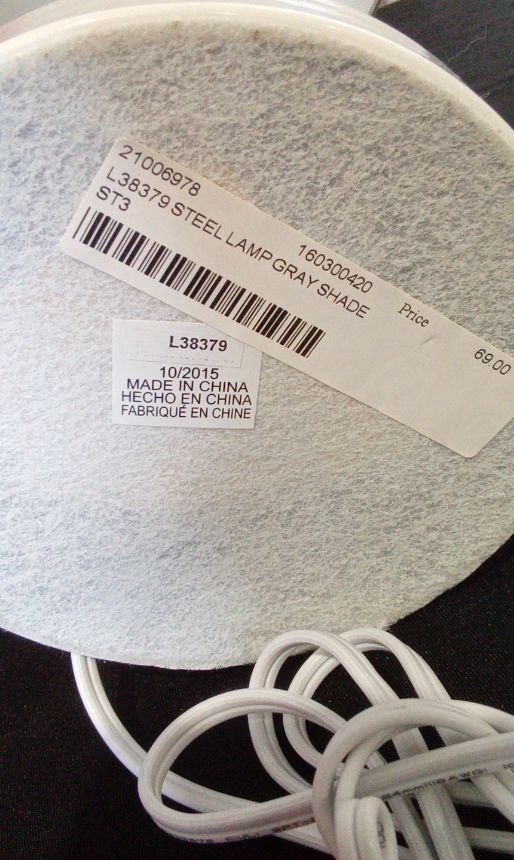 21006978
160300420
L38379 STEEL LAMP GRAY SHADE
ST3
Price
69.00
L38379
10/2015
MADE IN CHINA
HECHO EN CHINA
FABRIQUÉ EN CHINE